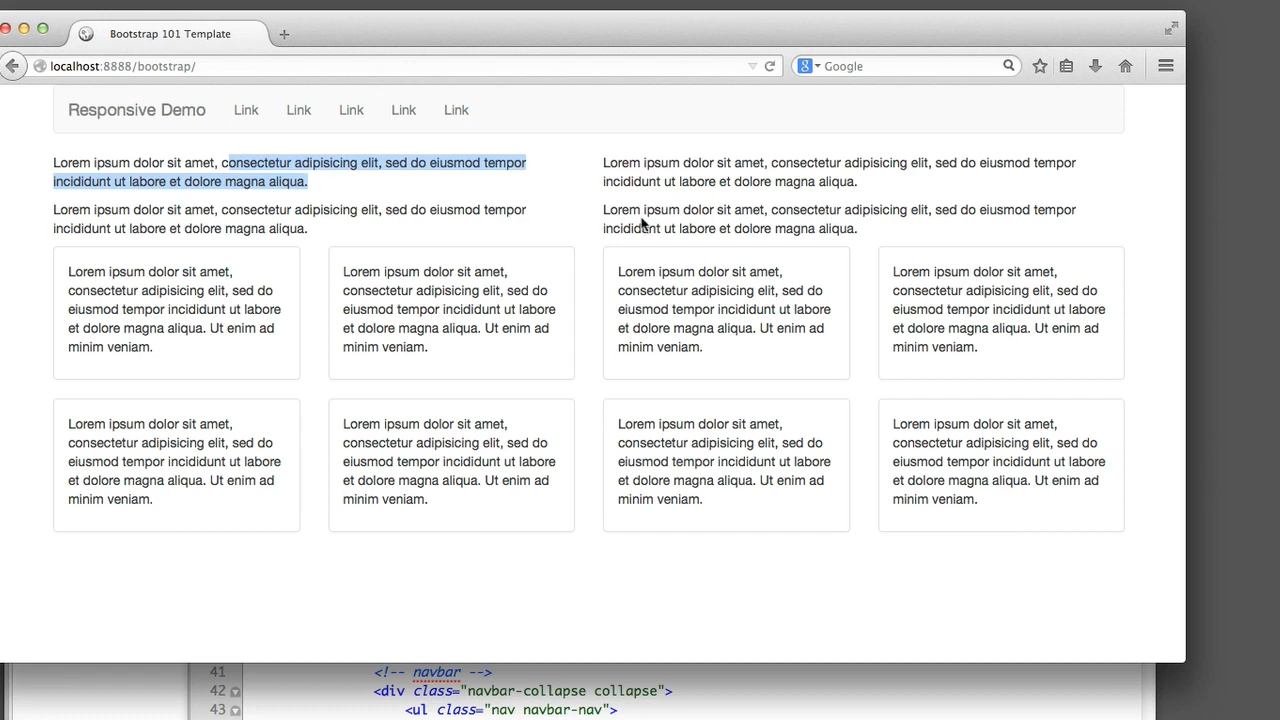 Bootstrap 101 Template
localhost:8888/bootstrap/
Google
Responsive Demo Link Link Link Link Link
Lorem ipsum dolor sit amet, consectetur adipisicing elit, sed do eiusmod tempor
incididunt ut labore et dolore magna aliqua.
Lorem ipsum dolor sit amet, consectetur adipisicing elit, sed do eiusmod tempor
incididunt ut labore et dolore magna aliqua.
Lorem ipsum dolor sit amet, consectetur adipisicing elit, sed do eiusmod tempor
incididunt ut labore et dolore magna aliqua.
Lorem ipsum dolor sit amet, consectetur adipisicing elit, sed do eiusmod tempor
incididunt ut labore et dolore magna aliqua.
Lorem ipsum dolor sit amet,
consectetur adipisicing elit, sed do
eiusmod tempor incididunt ut labore
et dolore magna aliqua. Ut enim ad
minim veniam.
Lorem ipsum dolor sit amet,
consectetur adipisicing elit, sed do
eiusmod tempor incididunt ut labore
et dolore magna aliqua. Ut enim ad
minim veniam.
Lorem ipsum dolor sit amet,
consectetur adipisicing elit, sed do
eiusmod tempor incididunt ut labore
et dolore magna aliqua. Ut enim ad
minim veniam.
Lorem ipsum dolor sit amet,
consectetur adipisicing elit, sed do
eiusmod tempor incididunt ut labore
et dolore magna aliqua. Ut enim ad
minim veniam.
Lorem ipsum dolor sit amet,
consectetur adipisicing elit, sed do
eiusmod tempor incididunt ut labore
et dolore magna aliqua. Ut enim ad
minim veniam.
Lorem ipsum dolor sit amet,
consectetur adipisicing elit, sed do
eiusmod tempor incididunt ut labore
et dolore magna aliqua. Ut enim ad
minim veniam.
Lorem ipsum dolor sit amet,
consectetur adipisicing elit, sed do
eiusmod tempor incididunt ut labore
et dolore magna aliqua. Ut enim ad
minim veniam.
Lorem ipsum dolor sit amet,
consectetur adipisicing elit, sed do
eiusmod tempor incididunt ut labore
et dolore magna aliqua. Ut enim ad
minim veniam.
41 <!-- navbar -->
42 <div class="navbar-collapse collapse">
43 <ul class="nav navbar-nav">